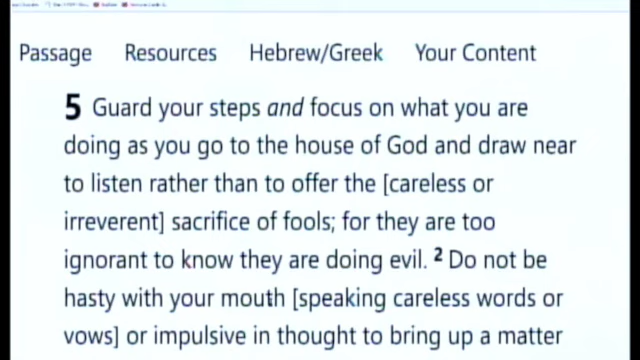 Passage Resources Hebrew/Greek Your Content
5 Guard your steps and focus on what you are
doing as you go to the house of God and draw near
to listen rather than to offer the [careless or
irreverent] sacrifice of fools; for they are too
ignorant to know they are doing evil. 2 Do not be
hasty with your mouth [speaking careless words or
vows] or impulsive in thought to bring up a matter